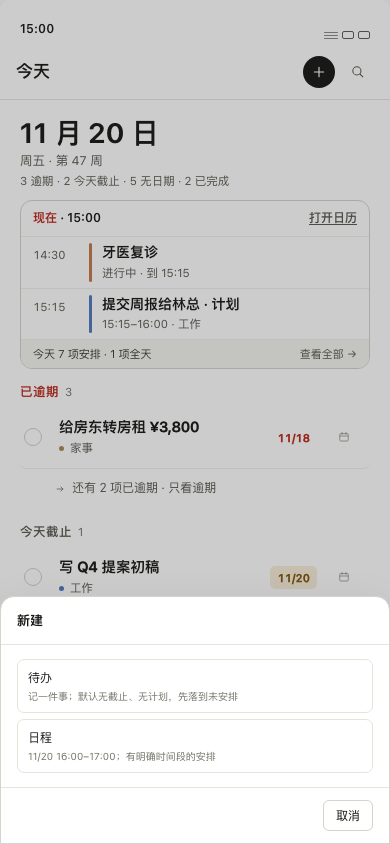 15:00
今天
11 月 20 日
周五 · 第 47 周
3 逾期 · 2 今天截止 · 5 无日期 · 2 已完成
现在 · 15:00 打开日历
14:30 牙医复诊
进行中 · 到 15:15
15:15 提交周报给林总 · 计划
15:15–16:00 · 工作
今天 7 项安排 · 1 项全天 查看全部 →
已逾期 3
给房东转房租 ¥3,800 11/18
家事
→ 还有 2 项已逾期 · 只看逾期
今天截止 1
写 Q4 提案初稿 11/20
工作
新建
待办
记一件事；默认无截止、无计划，先落到未安排
日程
11/20 16:00–17:00；有明确时间段的安排
取消